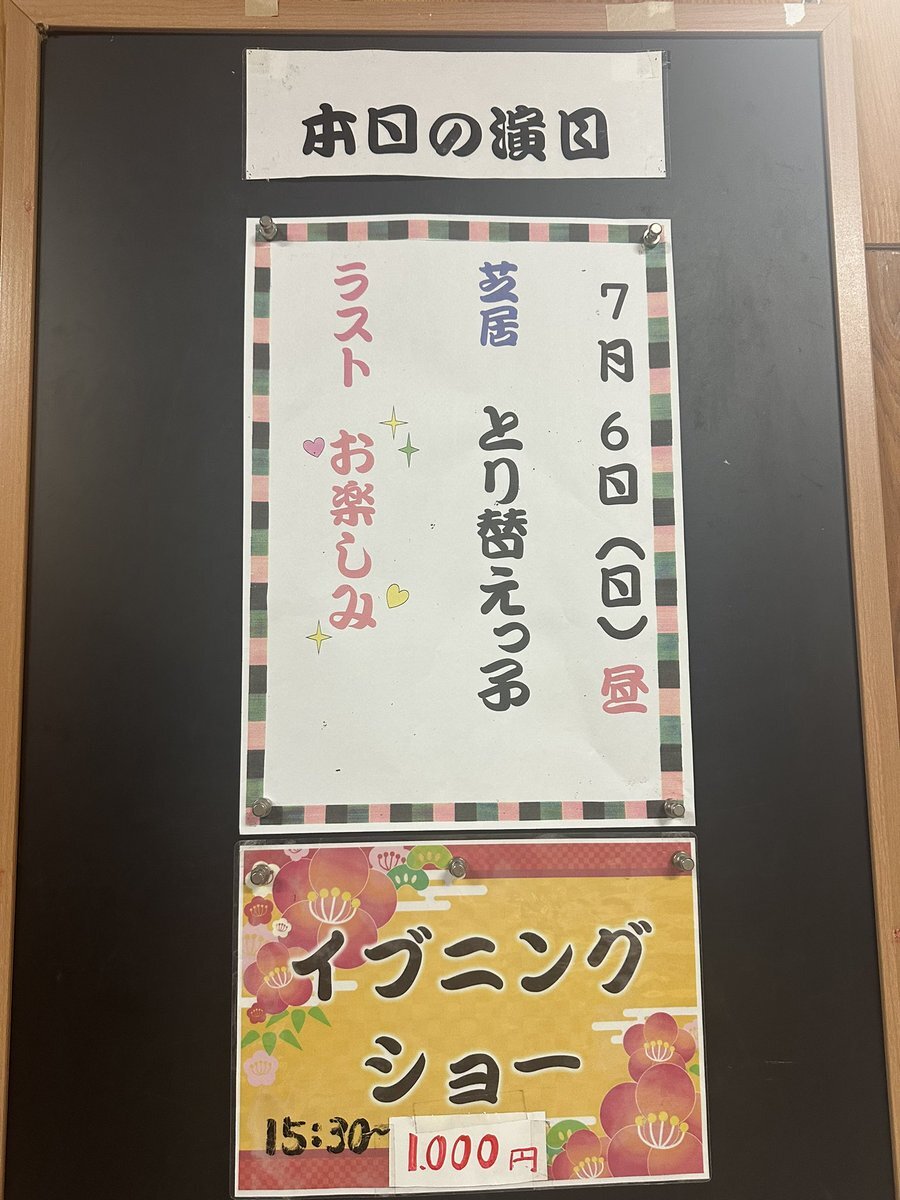 本日の演目
7月6日(日)昼
芝居 とり替えっ子
ラスト お楽しみ
イブニング
ショー
15:30~
1.000円